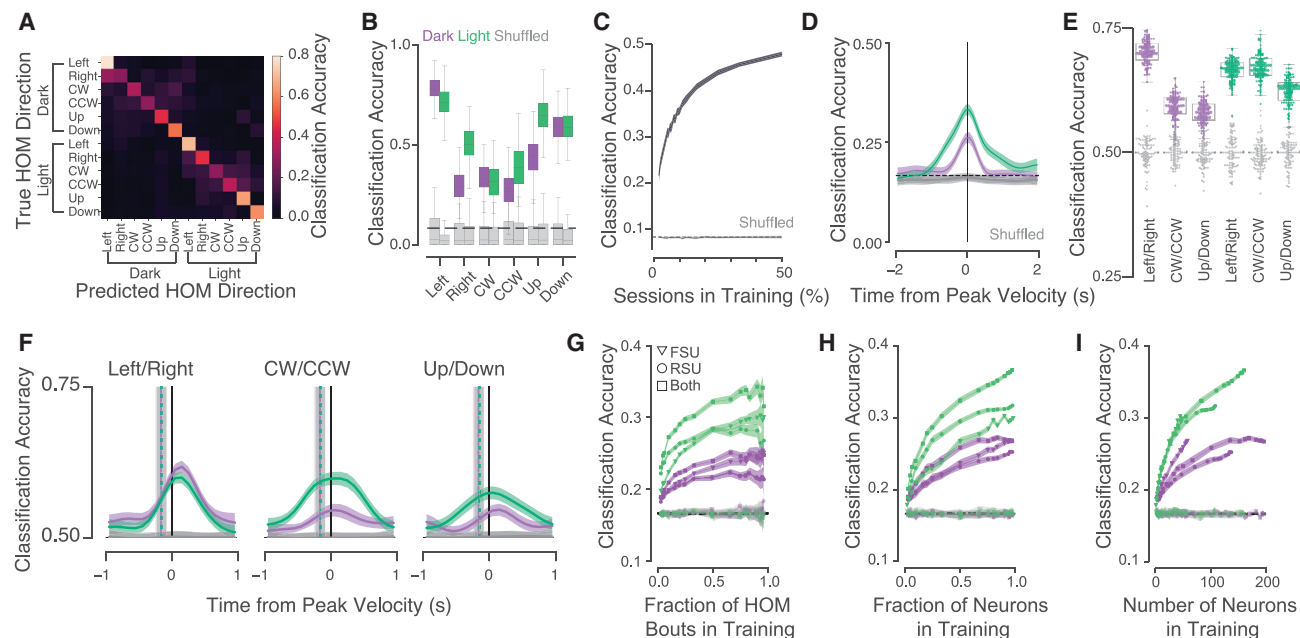 A
True HOM Direction
Dark
Light
Left
Right
CW
CCW
Up
Down
Left
Right
CW
CCW
Up
Down
Left
Right
CW
CCW
Up
Down
Left
Right
CW
CCW
Up
Down
Dark
Light
Predicted HOM Direction
0.8
0.6
0.4
0.2
0.0
Classification Accuracy
B
Dark Light Shuffled
Classification Accuracy
1.0
0.5
0.0
Left
Right
CW
CCW
Up
Down
C
Classification Accuracy
0.5
0.4
0.3
0.2
0.1
Shuffled
0
50
Sessions in Training (%)
D
Classification Accuracy
0.50
0.25
0.00
Shuffled
−2
0
2
Time from Peak Velocity (s)
E
Classification Accuracy
0.75
0.50
0.25
Left/Right
CW/CCW
Up/Down
Left/Right
CW/CCW
Up/Down
F
Classification Accuracy
0.75
0.50
Left/Right
CW/CCW
Up/Down
−1
0
1
−1
0
1
−1
0
1
Time from Peak Velocity (s)
G
Classification Accuracy
0.4
0.3
0.2
0.1
FSU
RSU
Both
0.0
0.5
1.0
Fraction of HOM
Bouts in Training
H
Classification Accuracy
0.4
0.3
0.2
0.1
0.0
0.5
1.0
Fraction of Neurons
in Training
I
Classification Accuracy
0.4
0.3
0.2
0.1
0
100
200
Number of Neurons
in Training